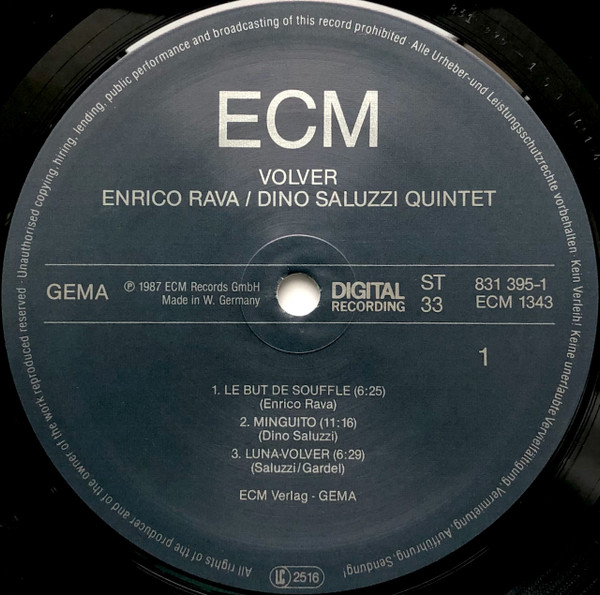 ECM
VOLVER
ENRICO RAVA / DINO SALUZZI QUINTET
GEMA
℗ 1987 ECM Records GmbH
Made in W. Germany
DIGITAL
RECORDING
ST
33
831 395-1
ECM 1343
1
1. LE BUT DE SOUFFLE (6:25)
(Enrico Rava)
2. MINGUITO (11:16)
(Dino Saluzzi)
3. LUNA-VOLVER (6:29)
(Saluzzi/Gardel)
ECM Verlag - GEMA
LC 2516
All rights of the producer and of the owner of the work reproduced reserved · Unauthorised copying, hiring, lending, public performance and broadcasting of this record prohibited · Alle Urheber- und Leistungsschutzrechte vorbehalten. Kein Verleih! Keine unerlaubte Vervielfältigung, Vermietung, Aufführung, Sendung!